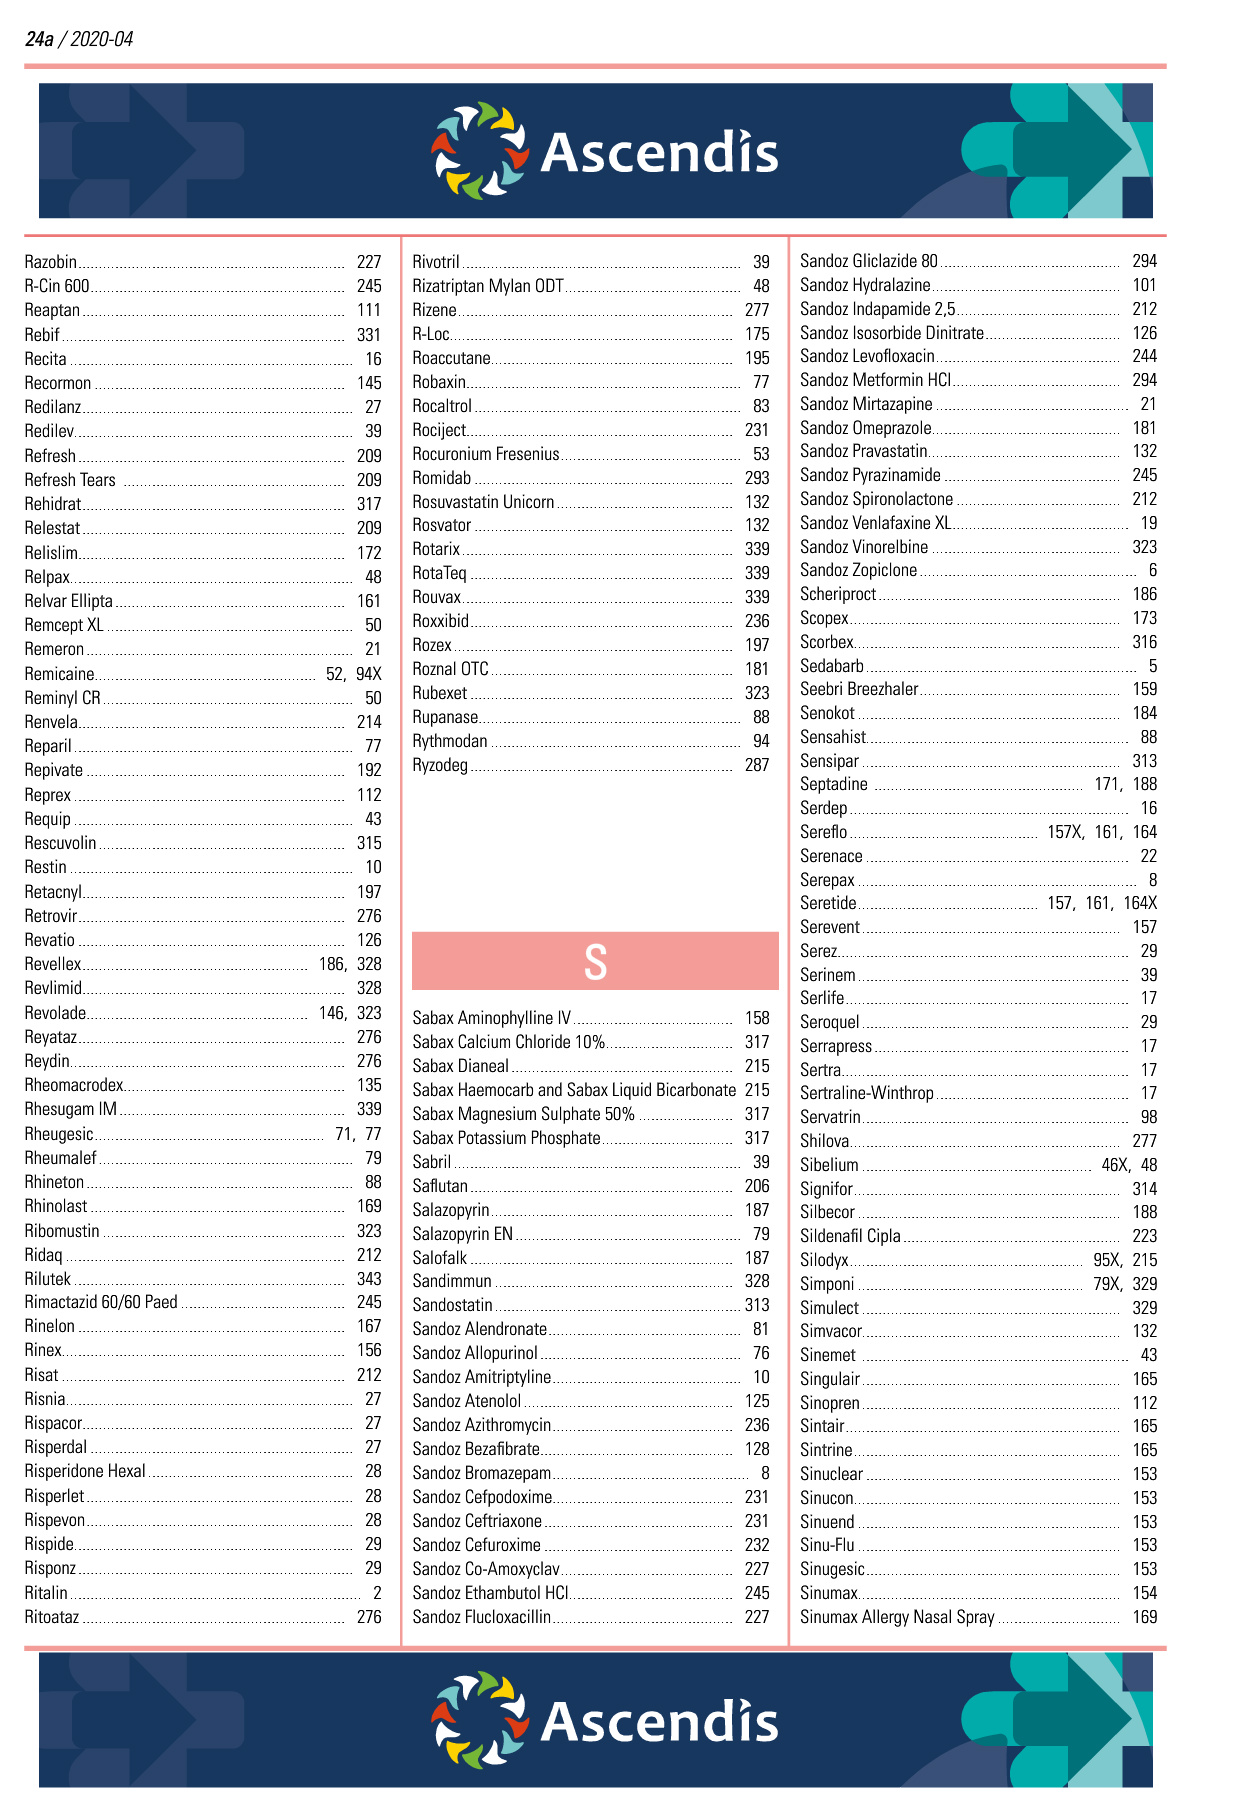 24a / 2020-04
Ascendis
Razobin 227
R-Cin 600 245
Reaptan 111
Rebif 331
Recita 16
Recormon 145
Redilanz 27
Redilev 39
Refresh 209
Refresh Tears 209
Rehidrat 317
Relestat 209
Relislim 172
Relpax 48
Relvar Ellipta 161
Remcept XL 50
Remeron 21
Remicaine 52, 94X
Reminyl CR 50
Renvela 214
Reparil 77
Repivate 192
Reprex 112
Requip 43
Rescuvolin 315
Restin 10
Retacnyl 197
Retrovir 276
Revatio 126
Revellex 186, 328
Revlimid 328
Revolade 146, 323
Reyataz 276
Reydin 276
Rheomacrodex 135
Rhesugam IM 339
Rheugesic 71, 77
Rheumalef 79
Rhineton 88
Rhinolast 169
Ribomustin 323
Ridaq 212
Rilutek 343
Rimactazid 60/60 Paed 245
Rinelon 167
Rinex 156
Risat 212
Risnia 27
Rispacor 27
Risperdal 27
Risperidone Hexal 28
Risperlet 28
Rispevon 28
Rispide 29
Risponz 29
Ritalin 2
Ritoataz 276
Rivotril 39
Rizatriptan Mylan ODT 48
Rizene 277
R-Loc 175
Roaccutane 195
Robaxin 77
Rocaltrol 83
Rociject 231
Rocuronium Fresenius 53
Romidab 293
Rosuvastatin Unicorn 132
Rosvator 132
Rotarix 339
RotaTeq 339
Rouvax 339
Roxxibid 236
Rozex 197
Roznal OTC 181
Rubexet 323
Rupanase 88
Rythmodan 94
Ryzodeg 287
S
Sabax Aminophylline IV 158
Sabax Calcium Chloride 10% 317
Sabax Dianeal 215
Sabax Haemocarb and Sabax Liquid Bicarbonate 215
Sabax Magnesium Sulphate 50% 317
Sabax Potassium Phosphate 317
Sabril 39
Saflutan 206
Salazopyrin 187
Salazopyrin EN 79
Salofalk 187
Sandimmun 328
Sandostatin 313
Sandoz Alendronate 81
Sandoz Allopurinol 76
Sandoz Amitriptyline 10
Sandoz Atenolol 125
Sandoz Azithromycin 236
Sandoz Bezafibrate 128
Sandoz Bromazepam 8
Sandoz Cefpodoxime 231
Sandoz Ceftriaxone 231
Sandoz Cefuroxime 232
Sandoz Co-Amoxyclav 227
Sandoz Ethambutol HCl 245
Sandoz Flucloxacillin 227
Sandoz Gliclazide 80 294
Sandoz Hydralazine 101
Sandoz Indapamide 2,5 212
Sandoz Isosorbide Dinitrate 126
Sandoz Levofloxacin 244
Sandoz Metformin HCl 294
Sandoz Mirtazapine 21
Sandoz Omeprazole 181
Sandoz Pravastatin 132
Sandoz Pyrazinamide 245
Sandoz Spironolactone 212
Sandoz Venlafaxine XL 19
Sandoz Vinorelbine 323
Sandoz Zopiclone 6
Scheriproct 186
Scopex 173
Scorbex 316
Sedabarb 5
Seebri Breezhaler 159
Senokot 184
Sensahist 88
Sensipar 313
Septadine 171, 188
Serdep 16
Sereflo 157X, 161, 164
Serenace 22
Serepax 8
Seretide 157, 161, 164X
Serevent 157
Serez 29
Serinem 39
Serlife 17
Seroquel 29
Serrapress 17
Sertra 17
Sertraline-Winthrop 17
Servatrin 98
Shilova 277
Sibelium 46X, 48
Signifor 314
Silbecor 188
Sildenafil Cipla 223
Silodyx 95X, 215
Simponi 79X, 329
Simulect 329
Simvacor 132
Sinemet 43
Singulair 165
Sinopren 112
Sintair 165
Sintrine 165
Sinuclear 153
Sinucon 153
Sinuend 153
Sinu-Flu 153
Sinugesic 153
Sinumax 154
Sinumax Allergy Nasal Spray 169
Ascendis